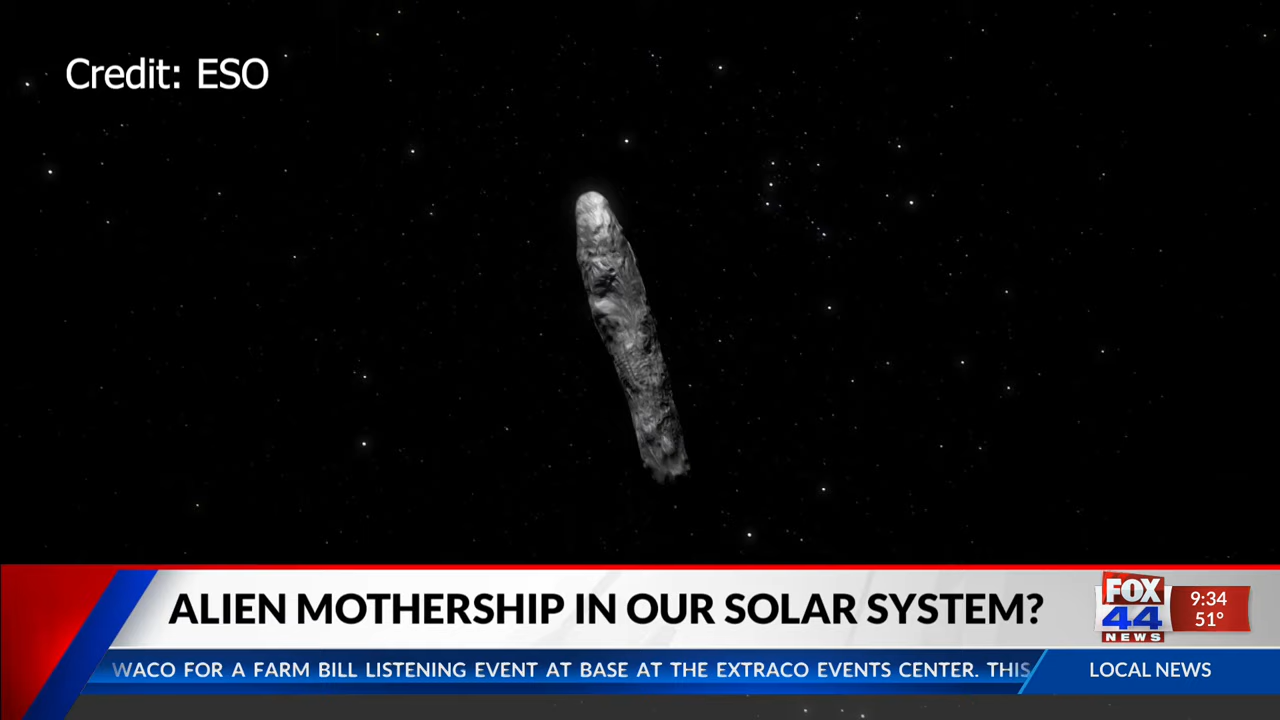 Credit: ESO
ALIEN MOTHERSHIP IN OUR SOLAR SYSTEM?
FOX
44
NEWS
9:34
51°
WACO FOR A FARM BILL LISTENING EVENT AT BASE AT THE EXTRACO EVENTS CENTER. THIS
LOCAL NEWS